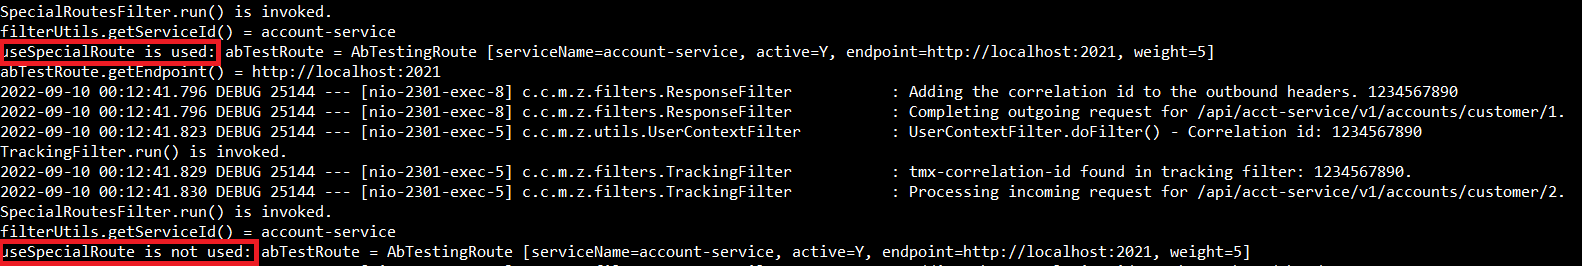 SpecialRoutesFilter.run() is invoked.
filterUtils.getServiceId() = account-service
useSpecialRoute is used: abTestRoute = AbTestingRoute [serviceName=account-service, active=Y, endpoint=http://localhost:2021, weight=5]
abTestRoute.getEndpoint() = http://localhost:2021
2022-09-10 00:12:41.796 DEBUG 25144 --- [nio-2301-exec-8] c.c.m.z.filters.ResponseFilter : Adding the correlation id to the outbound headers. 1234567890
2022-09-10 00:12:41.796 DEBUG 25144 --- [nio-2301-exec-8] c.c.m.z.filters.ResponseFilter : Completing outgoing request for /api/acct-service/v1/accounts/customer/1.
2022-09-10 00:12:41.823 DEBUG 25144 --- [nio-2301-exec-5] c.c.m.z.utils.UserContextFilter : UserContextFilter.doFilter() - Correlation id: 1234567890
TrackingFilter.run() is invoked.
2022-09-10 00:12:41.829 DEBUG 25144 --- [nio-2301-exec-5] c.c.m.z.filters.TrackingFilter : tmx-correlation-id found in tracking filter: 1234567890.
2022-09-10 00:12:41.830 DEBUG 25144 --- [nio-2301-exec-5] c.c.m.z.filters.TrackingFilter : Processing incoming request for /api/acct-service/v1/accounts/customer/2.
SpecialRoutesFilter.run() is invoked.
filterUtils.getServiceId() = account-service
useSpecialRoute is not used: abTestRoute = AbTestingRoute [serviceName=account-service, active=Y, endpoint=http://localhost:2021, weight=5]